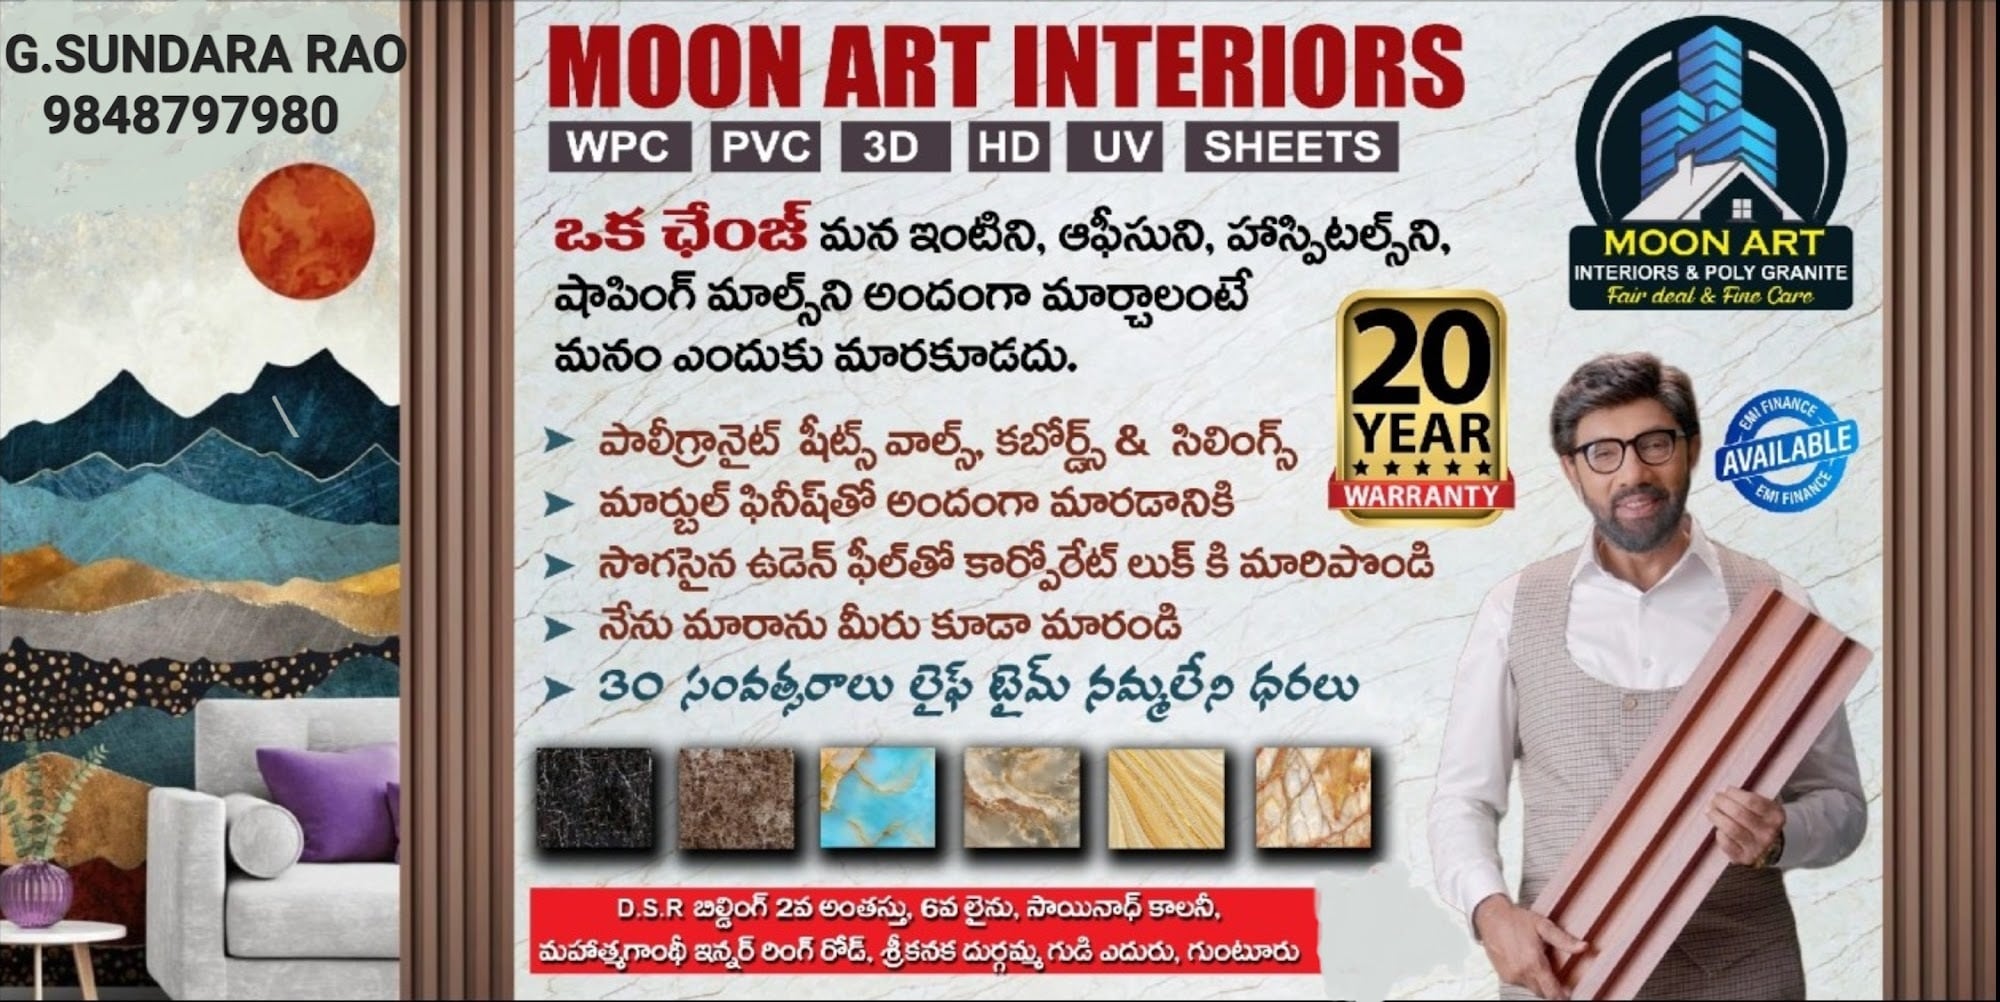 G.SUNDARA RAO
9848797980
MOON ART INTERIORS
WPC PVC 3D HD UV SHEETS
ఒక ఛేంజ్ మన ఇంటిని, ఆఫీసుని, హాస్పిటల్స్‌ని,
షాపింగ్ మాల్స్‌ని అందంగా మార్చాలంటే
మనం ఎందుకు మారకూడదు.
పాలీగ్రానైట్ షీట్స్ వాల్స్, కబోర్డ్స్ & సిలింగ్స్
మార్బుల్ ఫినీష్‌తో అందంగా మారడానికి
సొగసైన ఉడెన్ ఫీల్‌తో కార్పోరేట్ లుక్ కి మారిపొండి
నేను మారాను మీరు కూడా మారండి
30 సంవత్సరాలు లైఫ్ టైమ్ నమ్మలేని ధరలు
20
YEAR
WARRANTY
MOON ART
INTERIORS & POLY GRANITE
Fair deal & Fine Care
EMI FINANCE
AVAILABLE
EMI FINANCE
D.S.R బిల్డింగ్ 2వ అంతస్తు, 6వ లైను, సాయినాధ్ కాలనీ,
మహాత్మగాంథీ ఇన్నర్ రింగ్ రోడ్, శ్రీకనక దుర్గమ్మ గుడి ఎదురు, గుంటూరు